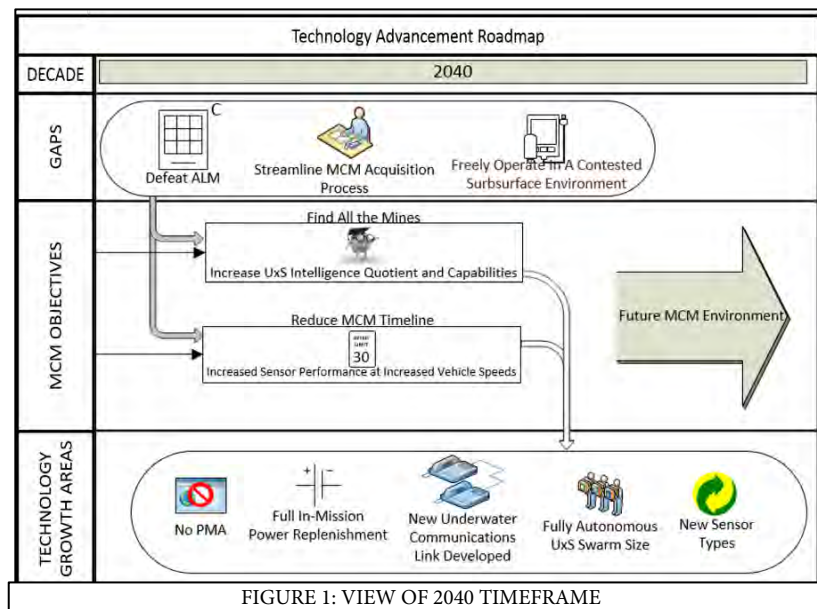 Technology Advancement Roadmap
DECADE
2040
GAPS
C
Defeat ALM
Streamline MCM Acquisition
Process
Freely Operate In A Contested
Surbsurface Environment
MCM OBJECTIVES
Find All the Mines
Increase UxS Intelligence Quotient and Capabilities
Reduce MCM Timeline
30
Increased Sensor Performance at Increased Vehicle Speeds
Future MCM Environment
TECHNOLOGY
GROWTH AREAS
No PMA
Full In-Mission
Power Replenishment
New Underwater
Communications
Link Developed
Fully Autonomous
UxS Swarm Size
New Sensor
Types
FIGURE 1: VIEW OF 2040 TIMEFRAME